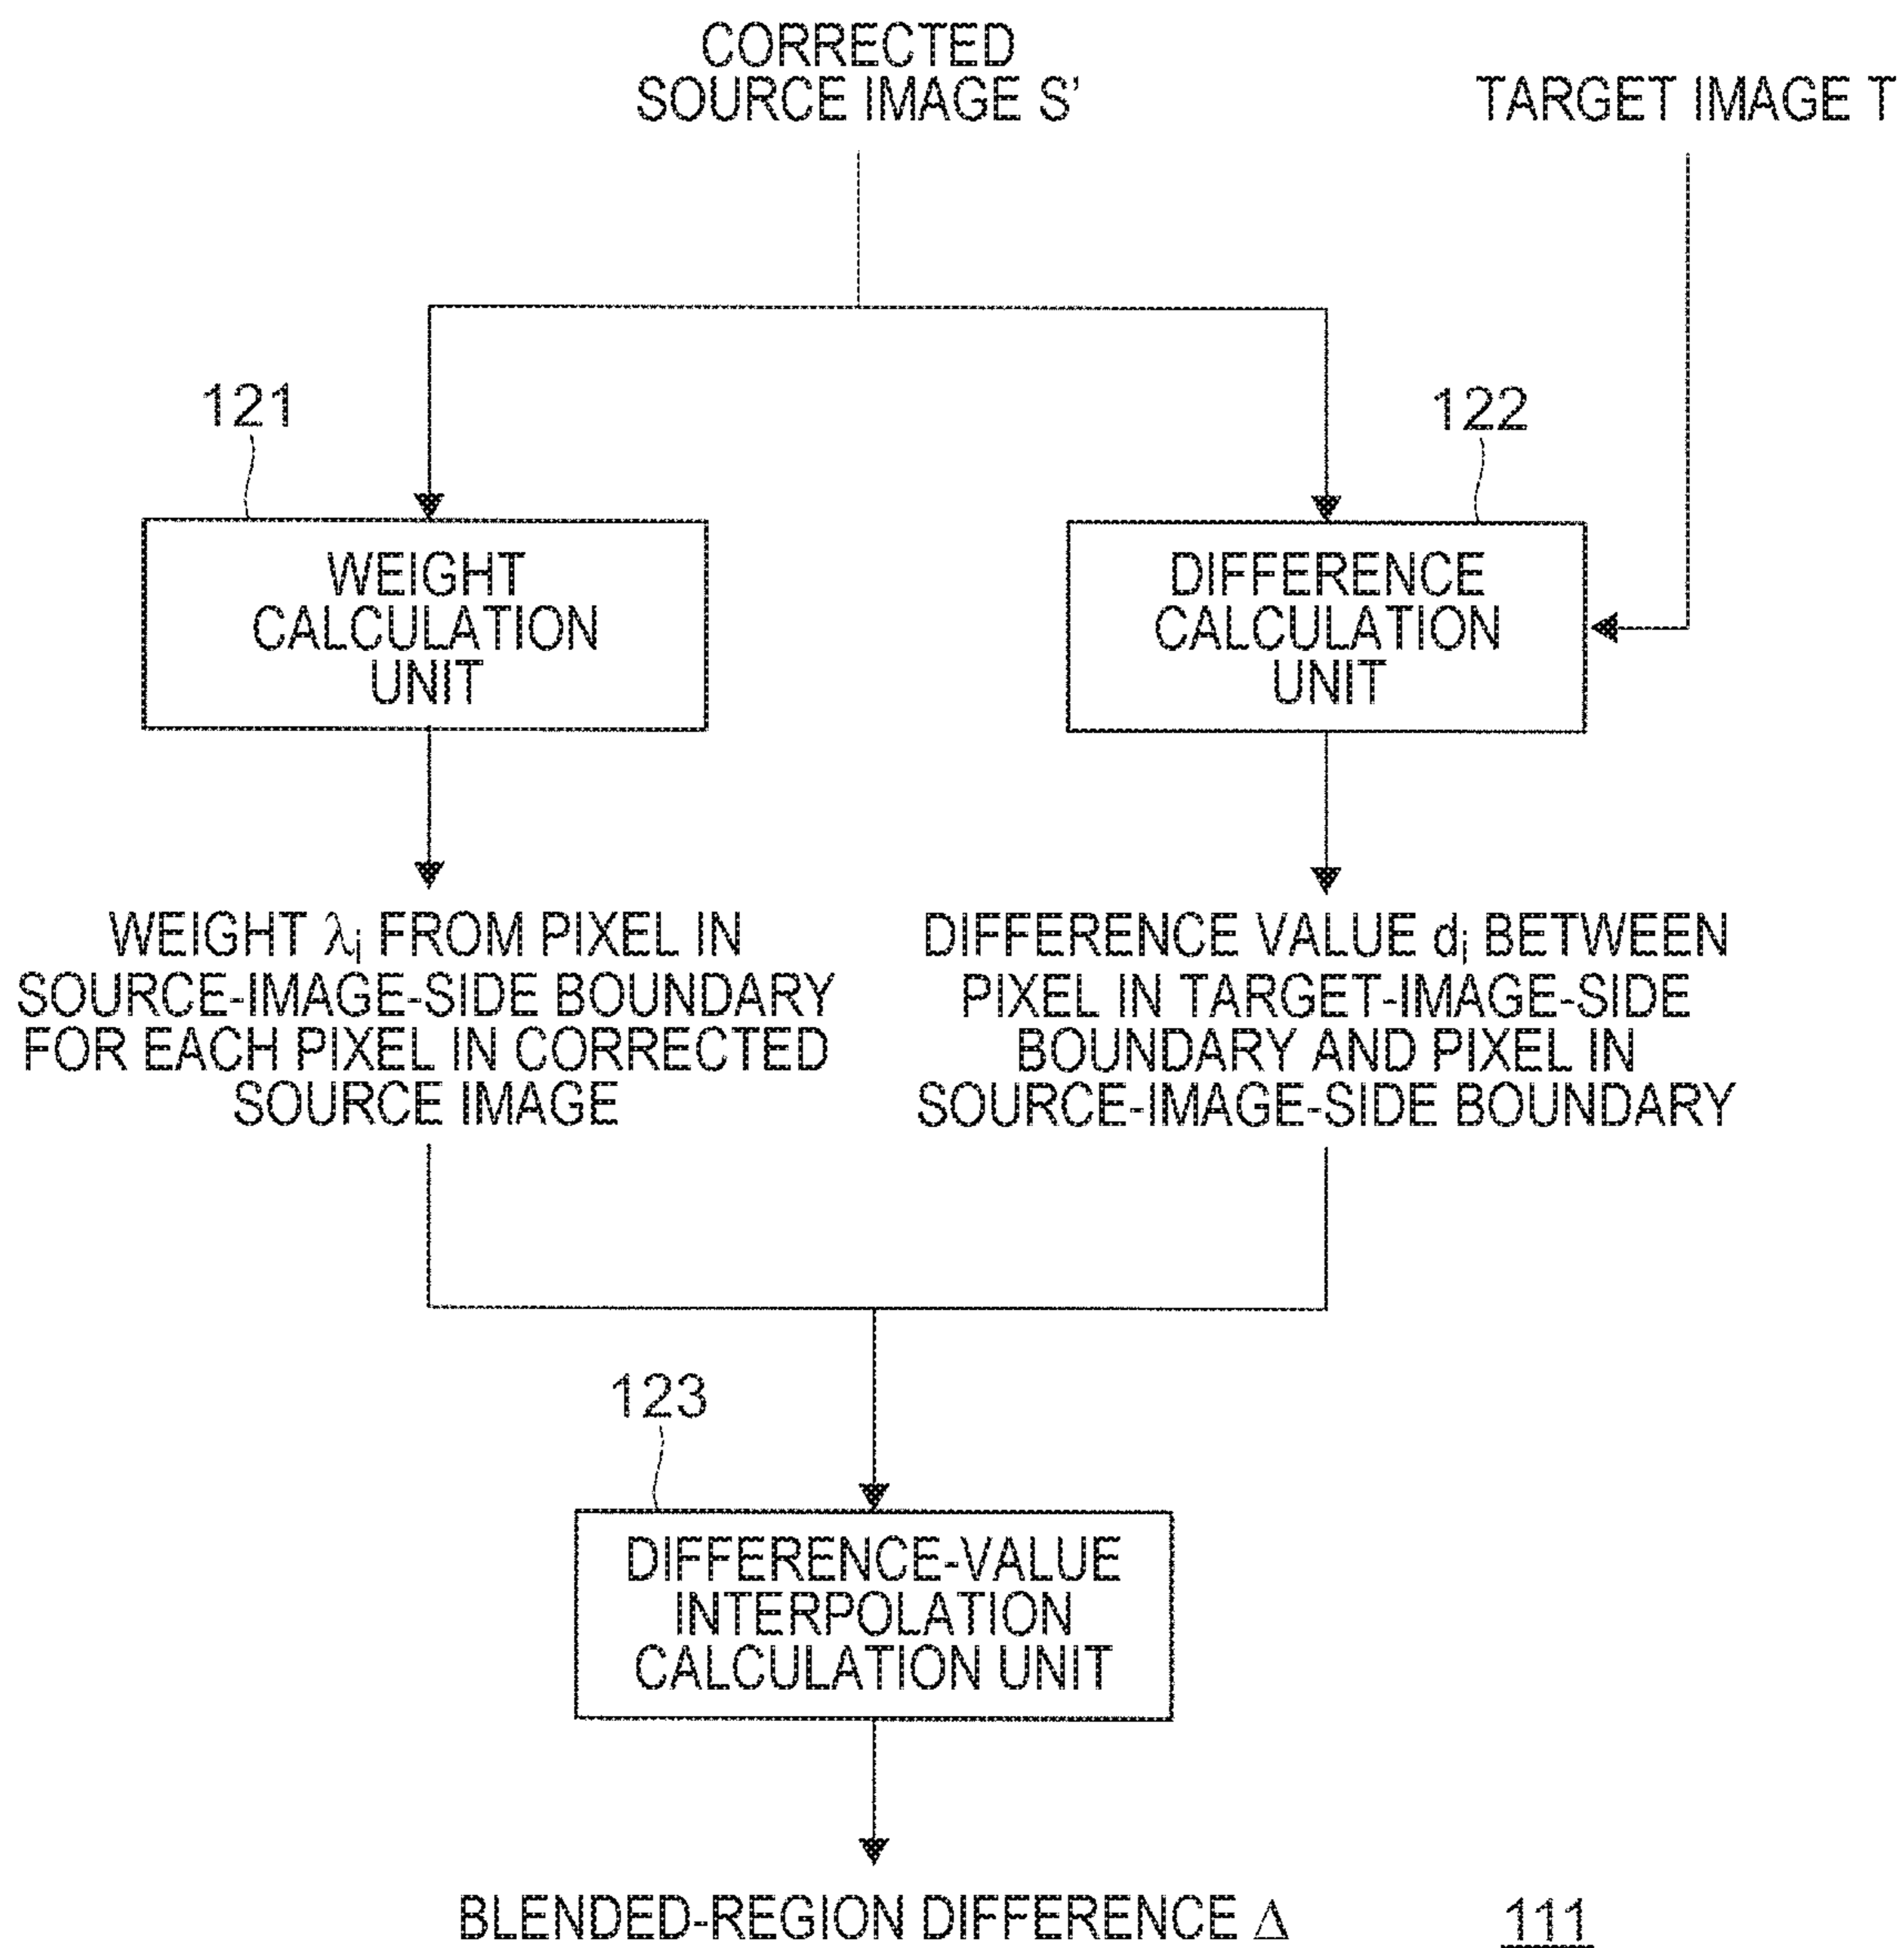 CORRECTED
SOURCE IMAGE S'
TARGET IMAGE T
121
122
WEIGHT
CALCULATION
UNIT
DIFFERENCE
CALCULATION
UNIT
WEIGHT λi FROM PIXEL IN
SOURCE-IMAGE-SIDE BOUNDARY
FOR EACH PIXEL IN CORRECTED
SOURCE IMAGE
DIFFERENCE VALUE di BETWEEN
PIXEL IN TARGET-IMAGE-SIDE
BOUNDARY AND PIXEL IN
SOURCE-IMAGE-SIDE BOUNDARY
123
DIFFERENCE-VALUE
INTERPOLATION
CALCULATION UNIT
BLENDED-REGION DIFFERENCE Δ
111